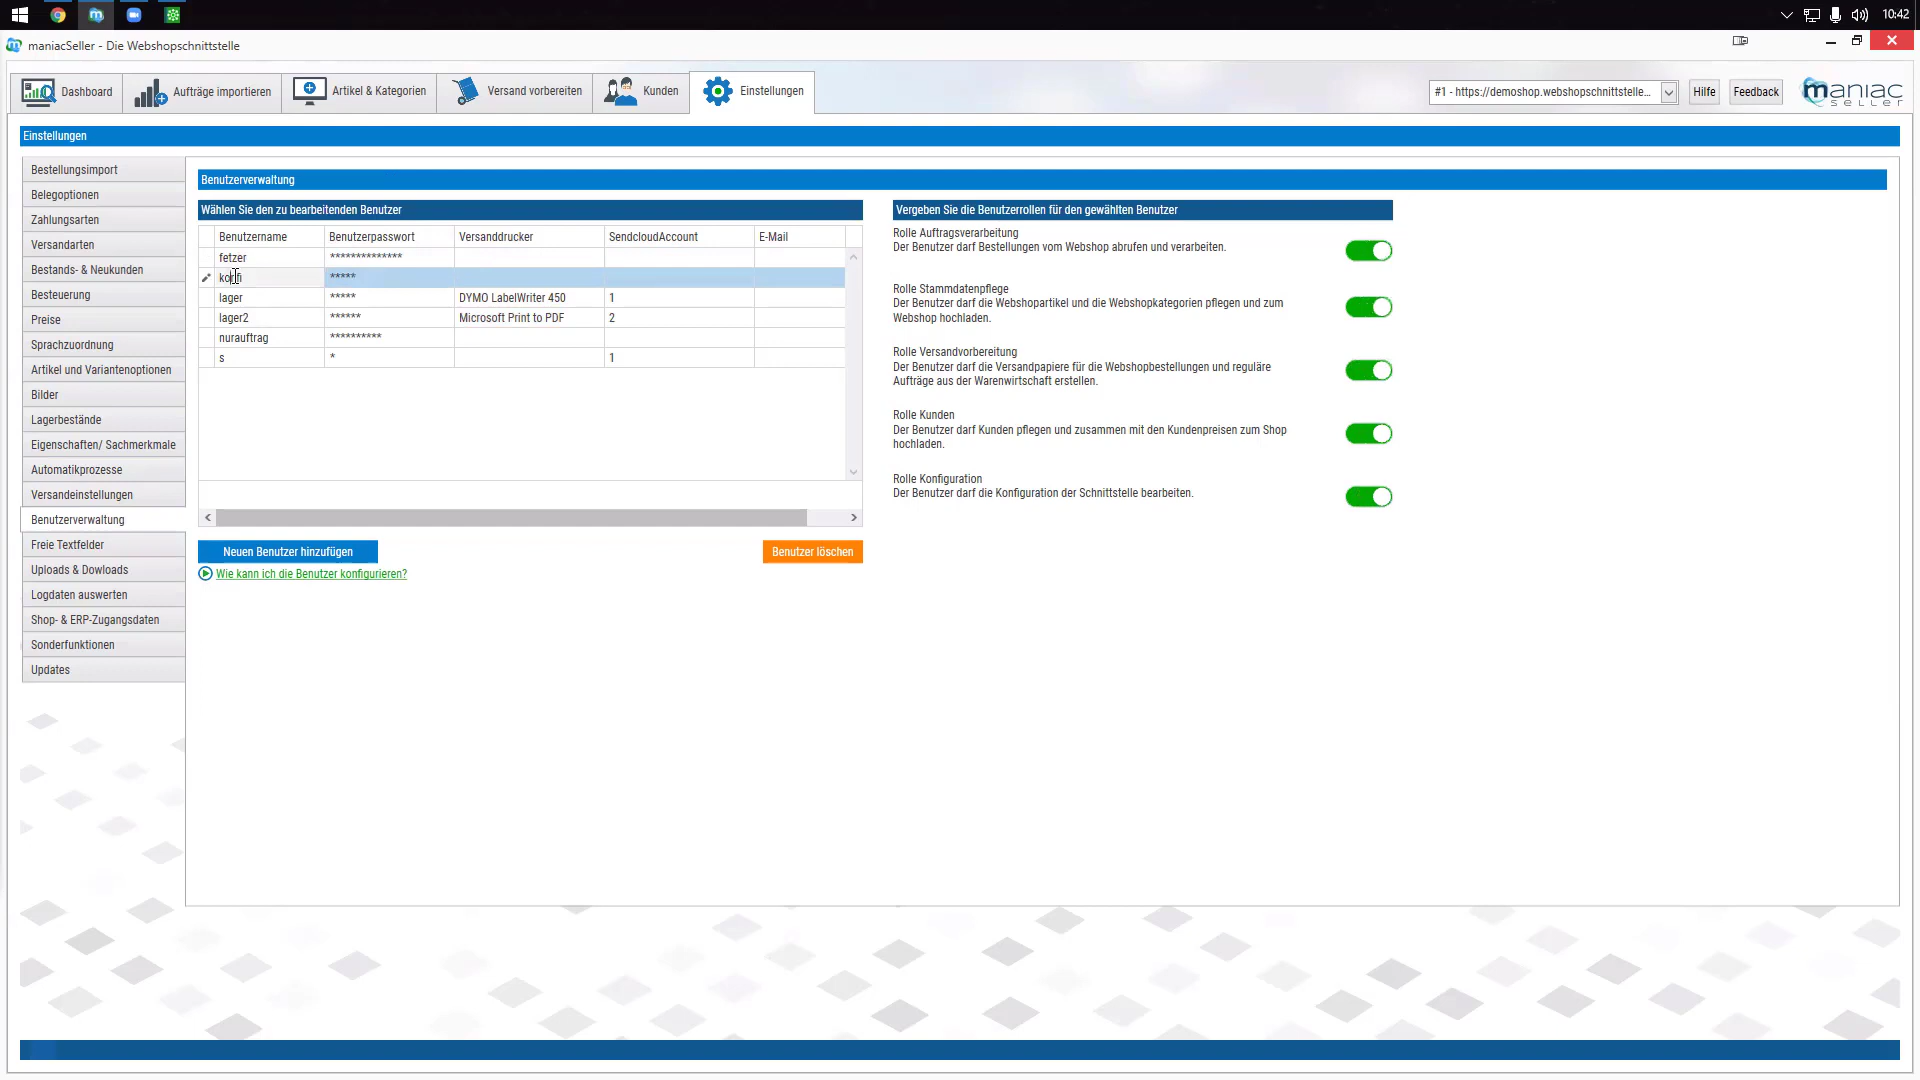 10:42
maniacSeller - Die Webshopschnittstelle
Dashboard
Aufträge importieren
Artikel & Kategorien
Versand vorbereiten
Kunden
Einstellungen
#1 - https://demoshop.webshopschnittstelle...
Hilfe
Feedback
maniac
seller
Einstellungen
Bestellungsimport
Belegoptionen
Zahlungsarten
Versandarten
Bestands- & Neukunden
Besteuerung
Preise
Sprachzuordnung
Artikel und Variantenoptionen
Bilder
Lagerbestände
Eigenschaften/ Sachmerkmale
Automatikprozesse
Versandeinstellungen
Benutzerverwaltung
Freie Textfelder
Uploads & Dowloads
Logdaten auswerten
Shop- & ERP-Zugangsdaten
Sonderfunktionen
Updates
Benutzerverwaltung
Wählen Sie den zu bearbeitenden Benutzer
Benutzername Benutzerpasswort Versanddrucker SendcloudAccount E-Mail
fetzer **************
*****
lager ***** DYMO LabelWriter 450 1
lager2 ****** Microsoft Print to PDF 2
nurauftrag **********
s * 1
Neuen Benutzer hinzufügen
Benutzer löschen
Wie kann ich die Benutzer konfigurieren?
Vergeben Sie die Benutzerrollen für den gewählten Benutzer
Rolle Auftragsverarbeitung
Der Benutzer darf Bestellungen vom Webshop abrufen und verarbeiten.
Rolle Stammdatenpflege
Der Benutzer darf die Webshopartikel und die Webshopkategorien pflegen und zum
Webshop hochladen.
Rolle Versandvorbereitung
Der Benutzer darf die Versandpapiere für die Webshopbestellungen und reguläre
Aufträge aus der Warenwirtschaft erstellen.
Rolle Kunden
Der Benutzer darf Kunden pflegen und zusammen mit den Kundenpreisen zum Shop
hochladen.
Rolle Konfiguration
Der Benutzer darf die Konfiguration der Schnittstelle bearbeiten.